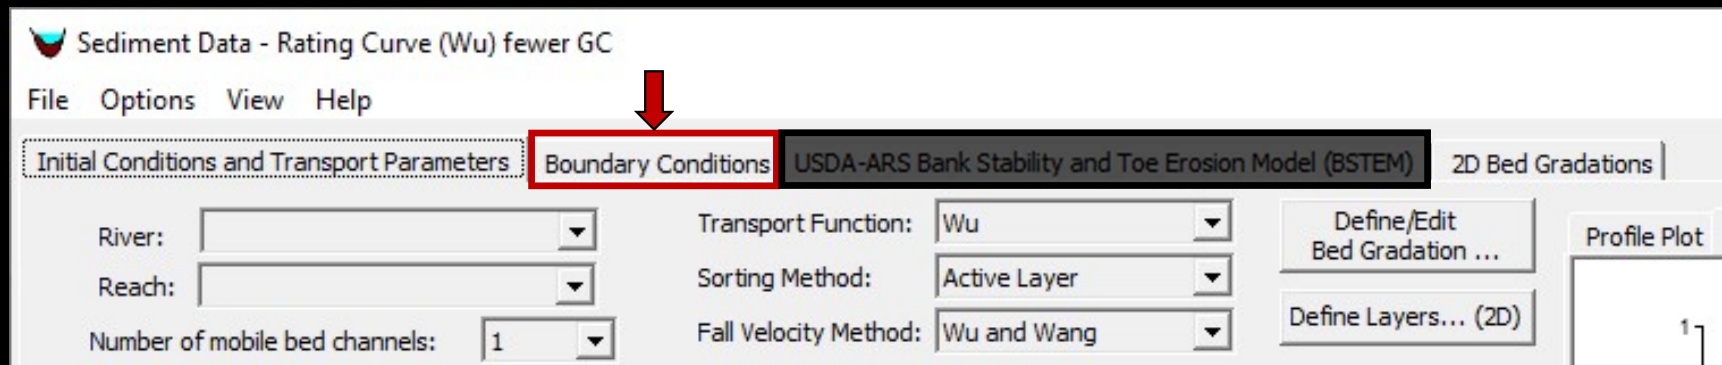 Sediment Data - Rating Curve (Wu) fewer GC
File Options View Help
Initial Conditions and Transport Parameters Boundary Conditions USDA-ARS Bank Stability and Toe Erosion Model (BSTEM) 2D Bed Gradations
River:
Reach:
Number of mobile bed channels: 1
Transport Function: Wu
Sorting Method: Active Layer
Fall Velocity Method: Wu and Wang
Define/Edit
Bed Gradation ...
Define Layers... (2D)
Profile Plot
1